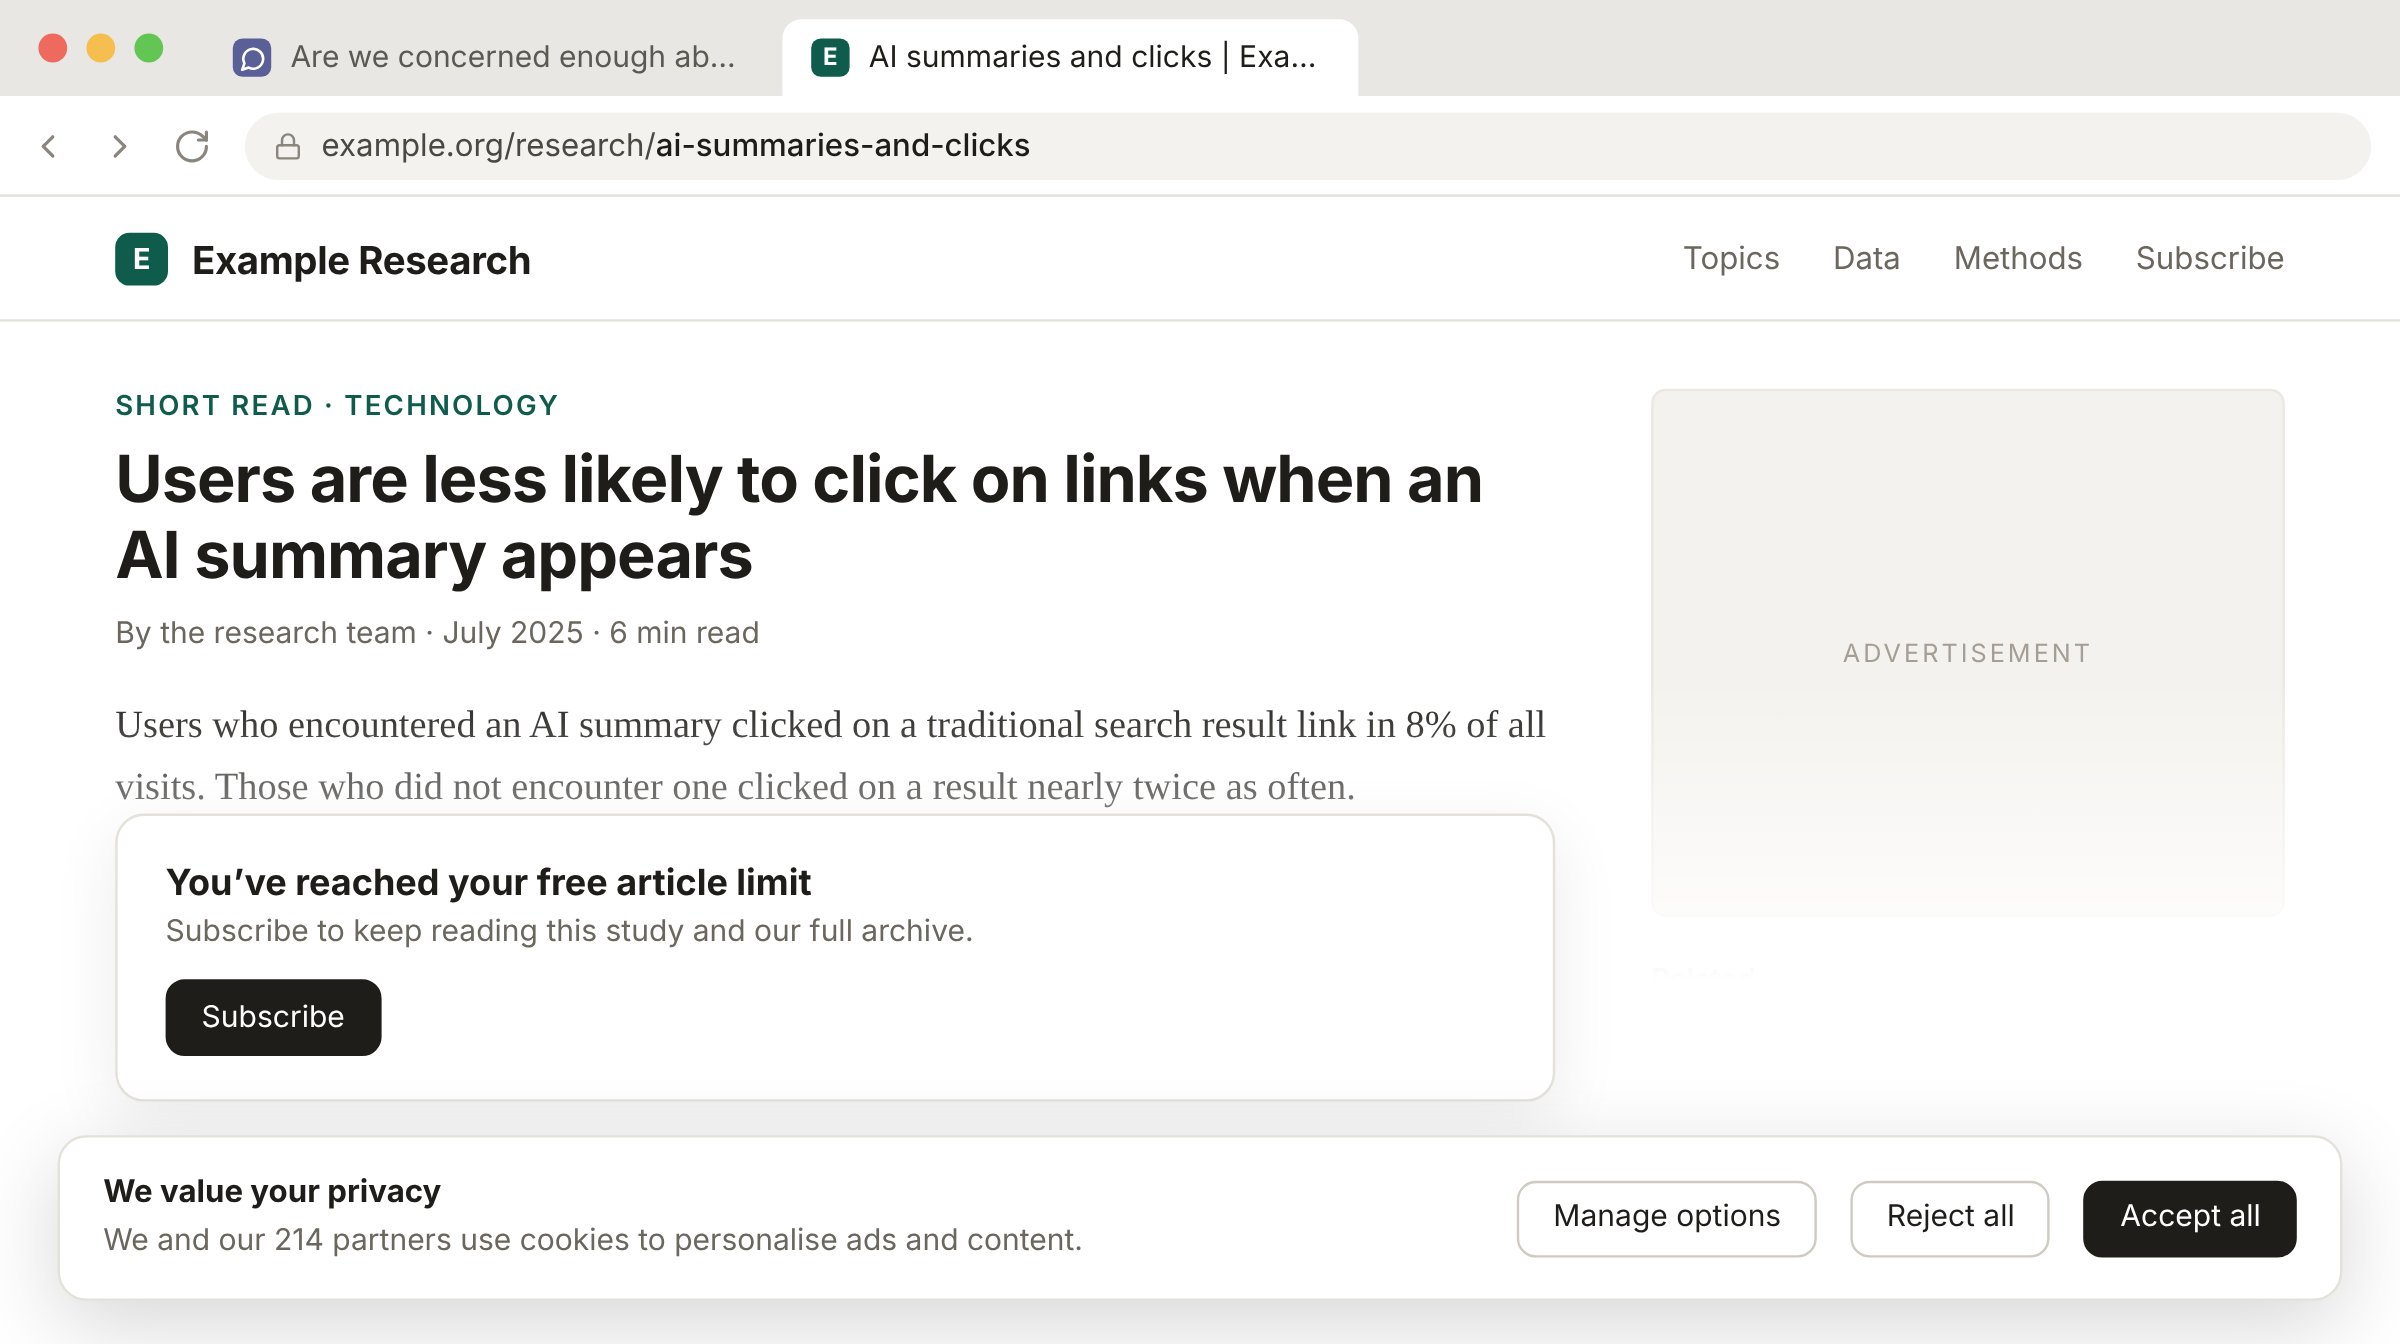 Are we concerned enough ab...
E
AI summaries and clicks | Exa...
example.org/research/ai-summaries-and-clicks
E
Example Research
Topics
Data
Methods
Subscribe
SHORT READ · TECHNOLOGY
Users are less likely to click on links when an
AI summary appears
By the research team · July 2025 · 6 min read
Users who encountered an AI summary clicked on a traditional search result link in 8% of all
visits. Those who did not encounter one clicked on a result nearly twice as often.
ADVERTISEMENT
You’ve reached your free article limit
Subscribe to keep reading this study and our full archive.
Subscribe
We value your privacy
We and our 214 partners use cookies to personalise ads and content.
Manage options
Reject all
Accept all